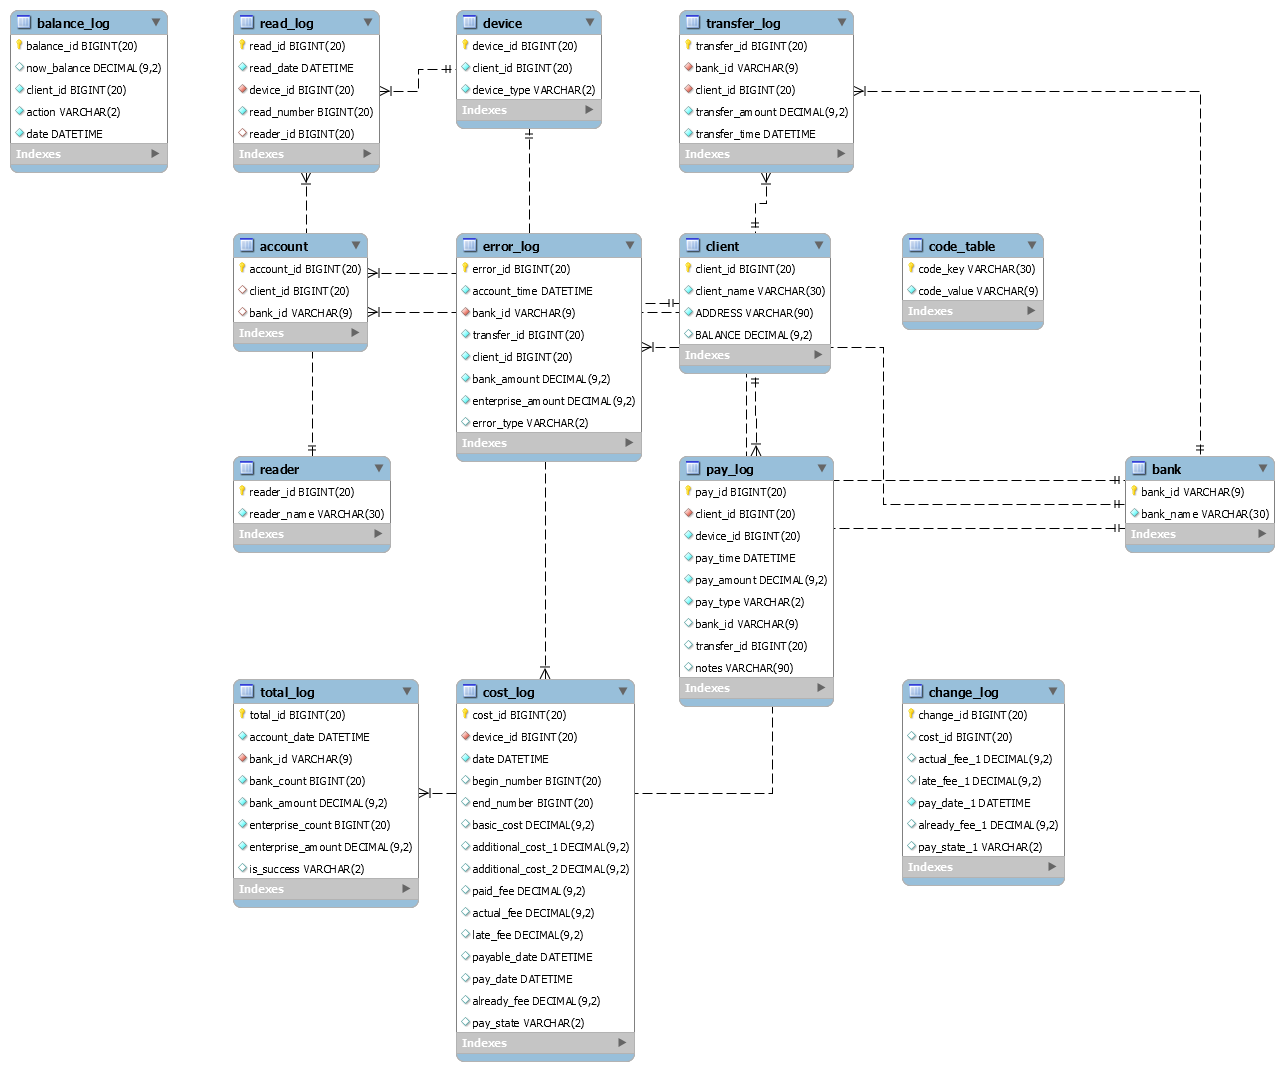 balance_log
balance_id BIGINT(20)
now_balance DECIMAL(9,2)
client_id BIGINT(20)
action VARCHAR(2)
date DATETIME
Indexes
read_log
read_id BIGINT(20)
read_date DATETIME
device_id BIGINT(20)
read_number BIGINT(20)
reader_id BIGINT(20)
Indexes
device
device_id BIGINT(20)
client_id BIGINT(20)
device_type VARCHAR(2)
Indexes
transfer_log
transfer_id BIGINT(20)
bank_id VARCHAR(9)
client_id BIGINT(20)
transfer_amount DECIMAL(9,2)
transfer_time DATETIME
Indexes
account
account_id BIGINT(20)
client_id BIGINT(20)
bank_id VARCHAR(9)
Indexes
error_log
error_id BIGINT(20)
account_time DATETIME
bank_id VARCHAR(9)
transfer_id BIGINT(20)
client_id BIGINT(20)
bank_amount DECIMAL(9,2)
enterprise_amount DECIMAL(9,2)
error_type VARCHAR(2)
Indexes
client
client_id BIGINT(20)
client_name VARCHAR(30)
ADDRESS VARCHAR(90)
BALANCE DECIMAL(9,2)
Indexes
code_table
code_key VARCHAR(30)
code_value VARCHAR(9)
Indexes
reader
reader_id BIGINT(20)
reader_name VARCHAR(30)
Indexes
pay_log
pay_id BIGINT(20)
client_id BIGINT(20)
device_id BIGINT(20)
pay_time DATETIME
pay_amount DECIMAL(9,2)
pay_type VARCHAR(2)
bank_id VARCHAR(9)
transfer_id BIGINT(20)
notes VARCHAR(90)
Indexes
bank
bank_id VARCHAR(9)
bank_name VARCHAR(30)
Indexes
total_log
total_id BIGINT(20)
account_date DATETIME
bank_id VARCHAR(9)
bank_count BIGINT(20)
bank_amount DECIMAL(9,2)
enterprise_count BIGINT(20)
enterprise_amount DECIMAL(9,2)
is_success VARCHAR(2)
Indexes
cost_log
cost_id BIGINT(20)
device_id BIGINT(20)
date DATETIME
begin_number BIGINT(20)
end_number BIGINT(20)
basic_cost DECIMAL(9,2)
additional_cost_1 DECIMAL(9,2)
additional_cost_2 DECIMAL(9,2)
paid_fee DECIMAL(9,2)
actual_fee DECIMAL(9,2)
late_fee DECIMAL(9,2)
payable_date DATETIME
pay_date DATETIME
already_fee DECIMAL(9,2)
pay_state VARCHAR(2)
Indexes
change_log
change_id BIGINT(20)
cost_id BIGINT(20)
actual_fee_1 DECIMAL(9,2)
late_fee_1 DECIMAL(9,2)
pay_date_1 DATETIME
already_fee_1 DECIMAL(9,2)
pay_state_1 VARCHAR(2)
Indexes